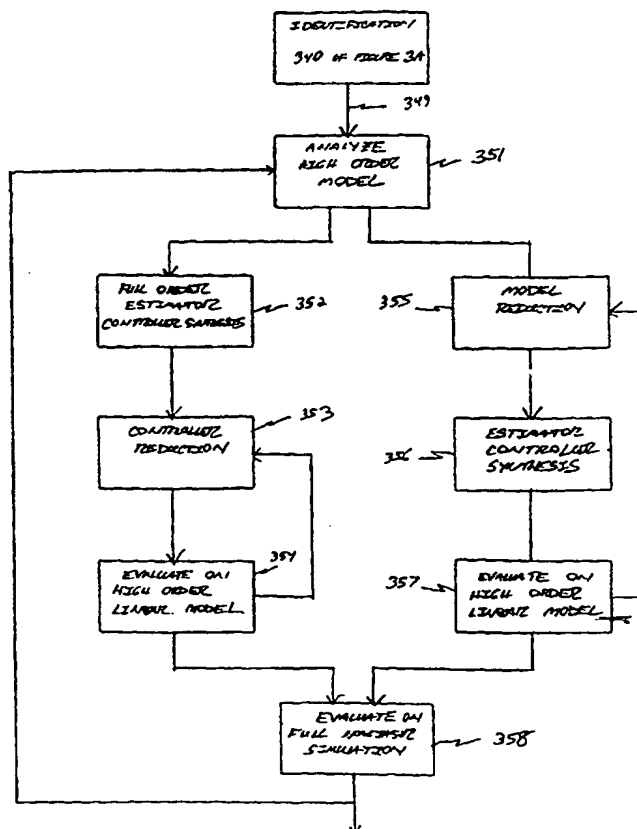 IDENTIFICATION
340 OF FIGURE 3A
349
ANALYZE
HIGH ORDER
MODEL
351
FULL ORDER
ESTIMATOR
CONTROLLER SYNTHESIS
352
355
MODEL
REDUCTION
CONTROLLER
REDUCTION
353
356
ESTIMATOR
CONTROLLER
SYNTHESIS
EVALUATE ON
HIGH ORDER
LINEAR MODEL
354
357
EVALUATE ON
HIGH ORDER
LINEAR MODEL
EVALUATE ON
FULL
SIMULATION
358